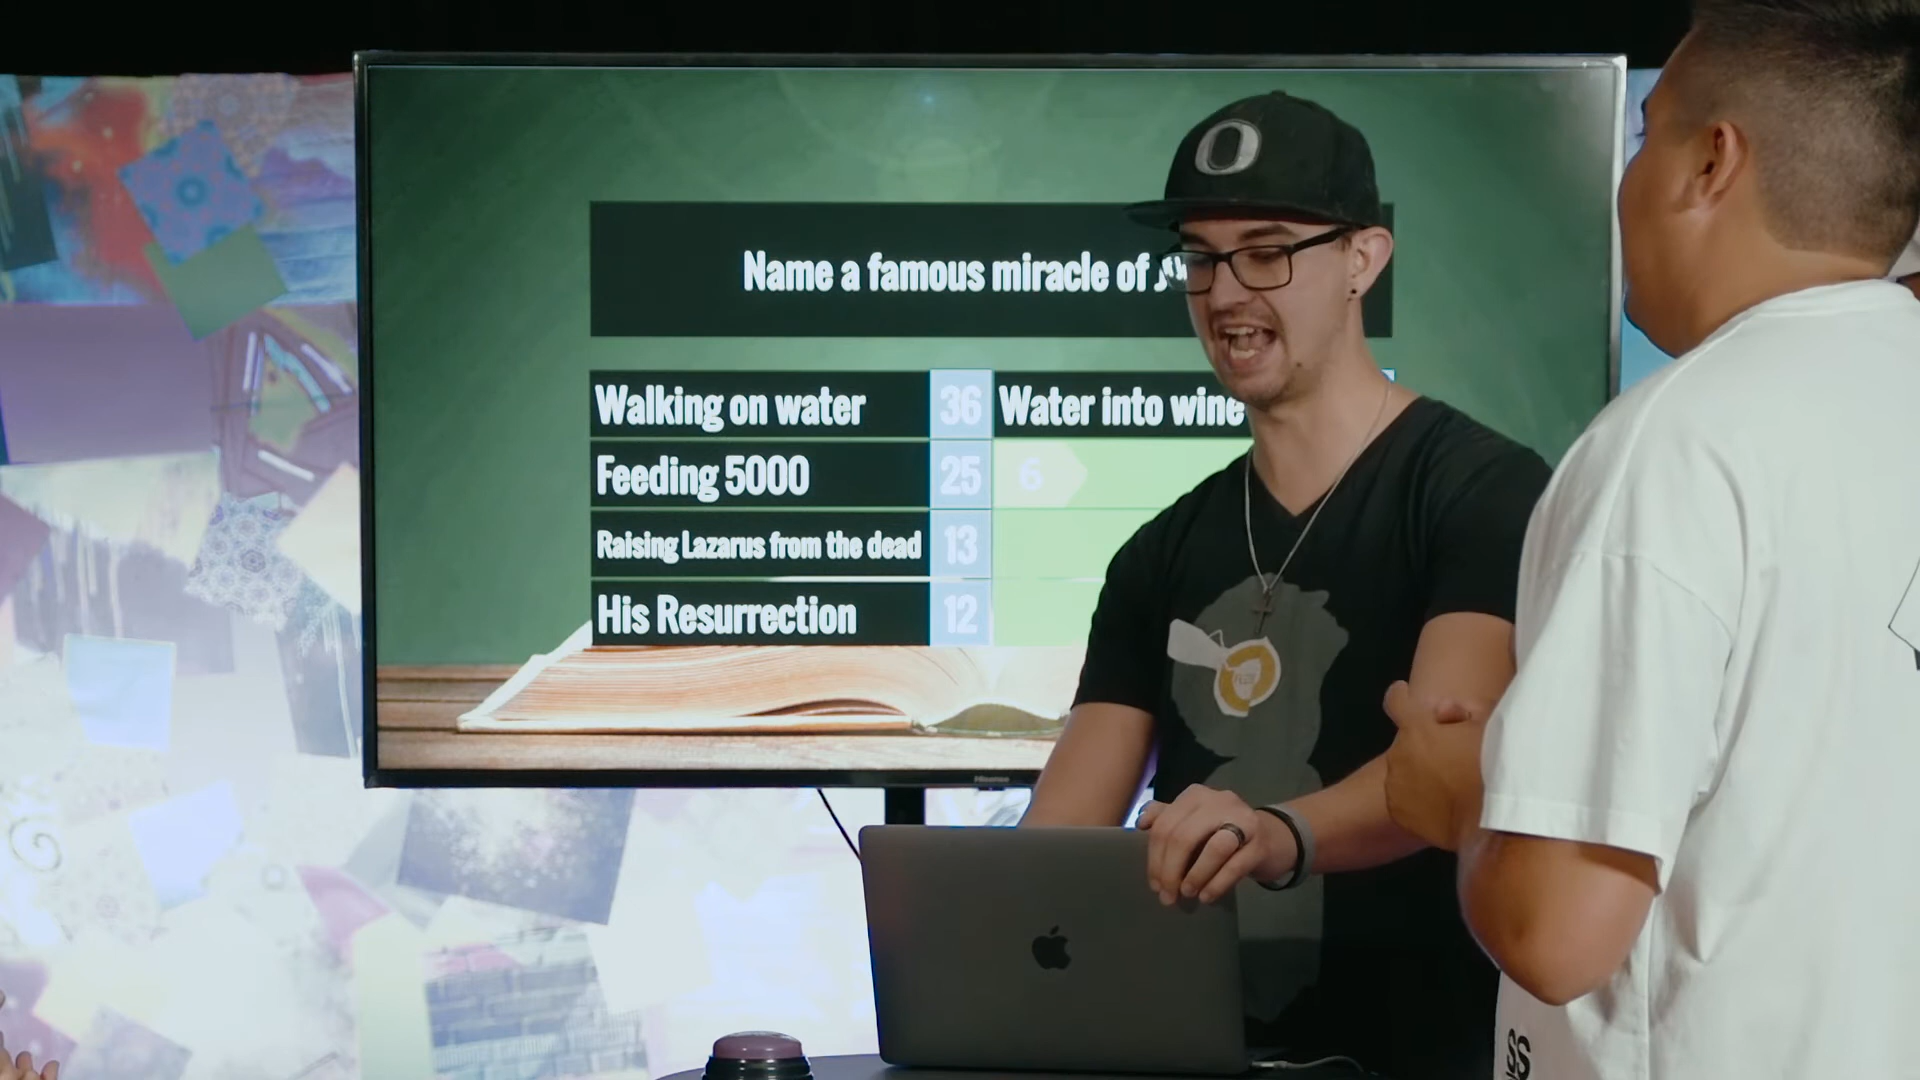 O
Name a famous miracle of J
Walking on water 36 Water into wine
Feeding 5000 25 6
Raising Lazarus from the dead 13
His Resurrection 12
Hisense